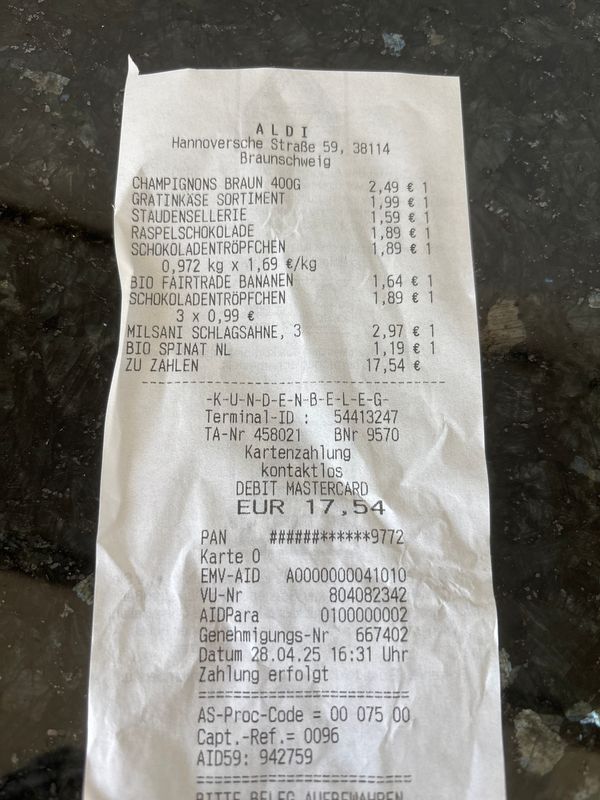 ALDI
Hannoversche Straße 59, 38114
Braunschweig
CHAMPIGNONS BRAUN 400G 2,49 € 1
GRATINKÄSE SORTIMENT 1,99 € 1
STAUDENSELLERIE 1,59 € 1
RASPELSCHOKOLADE 1,89 € 1
SCHOKOLADENTRÖPFCHEN 1,89 € 1
0,972 kg x 1,69 €/kg
BIO FAIRTRADE BANANEN 1,64 € 1
SCHOKOLADENTRÖPFCHEN 1,89 € 1
3 x 0,99 €
MILSANI SCHLAGSAHNE, 3 2,97 € 1
BIO SPINAT NL 1,19 € 1
ZU ZAHLEN 17,54 €
-K-U-N-D-E-N-B-E-L-E-G-
Terminal-ID : 54413247
TA-Nr 458021 BNr 9570
Kartenzahlung
kontaktlos
DEBIT MASTERCARD
EUR 17,54
PAN ######******9772
Karte 0
EMV-AID A0000000041010
VU-Nr 804082342
AIDPara 0100000002
Genehmigungs-Nr 667402
Datum 28.04.25 16:31 Uhr
Zahlung erfolgt
AS-Proc-Code = 00 075 00
Capt.-Ref.= 0096
AID59: 942759
BITTE BELEG AUFBEWAHREN